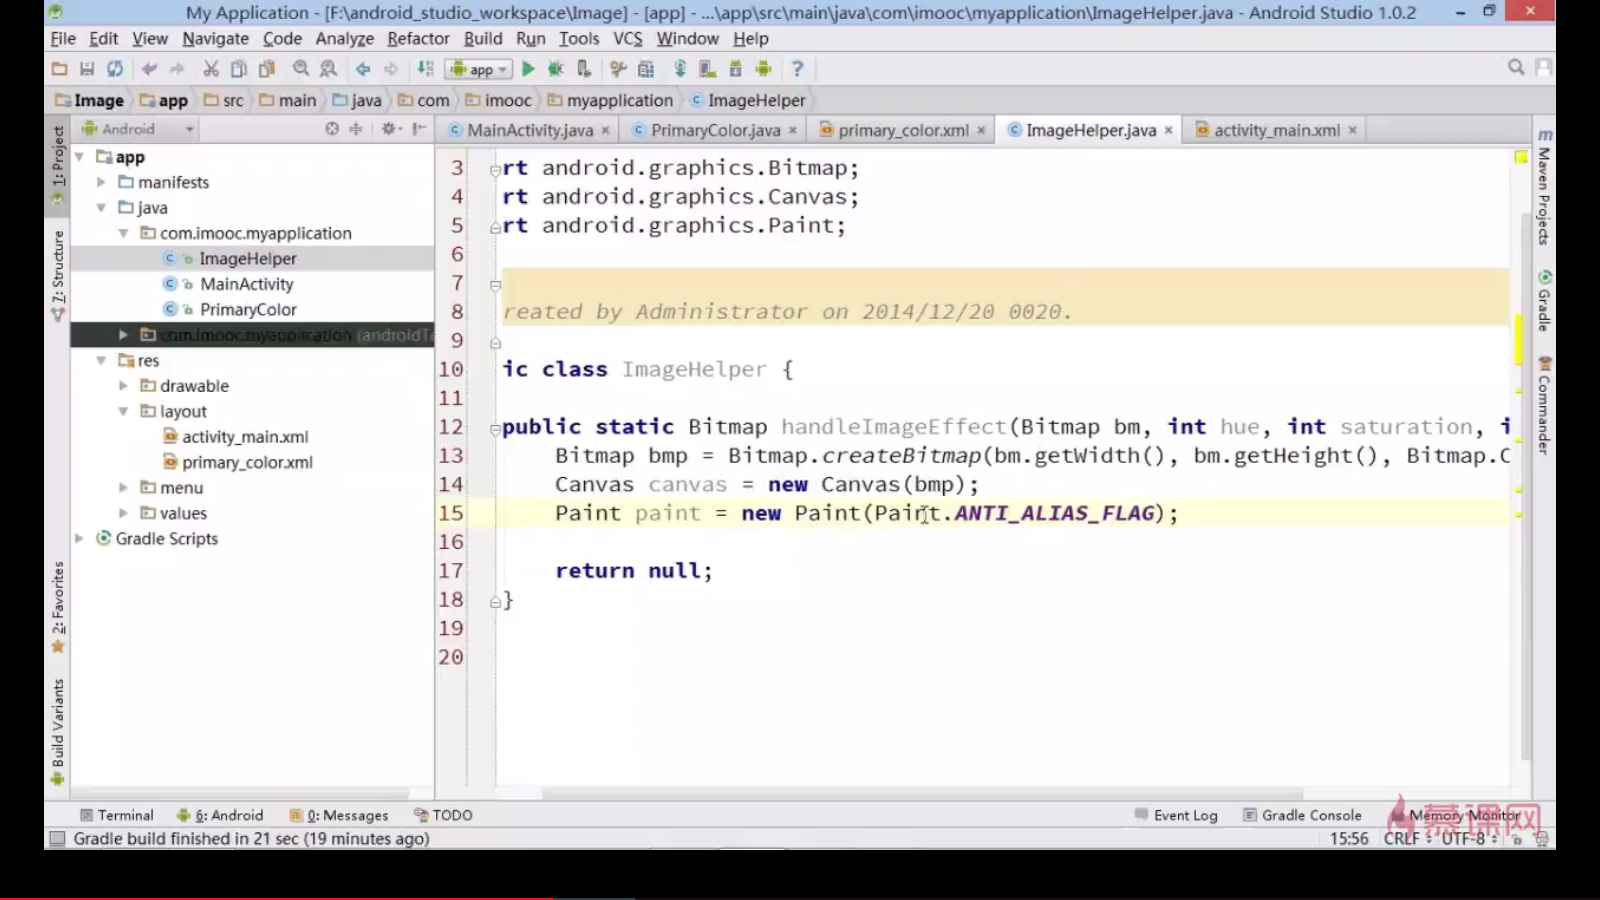 My Application - [F:\android_studio_workspace\Image] - [app] - ...\app\src\main\java\com\imooc\myapplication\ImageHelper.java - Android Studio 1.0.2
File Edit View Navigate Code Analyze Refactor Build Run Tools VCS Window Help
app
Image app src main java com imooc myapplication ImageHelper
Android
MainActivity.java PrimaryColor.java primary_color.xml ImageHelper.java activity_main.xml
1: Project
7: Structure
2: Favorites
Build Variants
app
manifests
java
com.imooc.myapplication
ImageHelper
MainActivity
PrimaryColor
com.imooc.myapplication (androidTe
res
drawable
layout
activity_main.xml
primary_color.xml
menu
values
Gradle Scripts
3 rt android.graphics.Bitmap;
4 rt android.graphics.Canvas;
5 rt android.graphics.Paint;
6
7
8 reated by Administrator on 2014/12/20 0020.
9
10 ic class ImageHelper {
11
12 public static Bitmap handleImageEffect(Bitmap bm, int hue, int saturation, i
13 Bitmap bmp = Bitmap.createBitmap(bm.getWidth(), bm.getHeight(), Bitmap.C
14 Canvas canvas = new Canvas(bmp);
15 Paint paint = new Paint(Paint.ANTI_ALIAS_FLAG);
16
17 return null;
18 }
19
20
Maven Projects
Gradle
Commander
Terminal 6: Android 0: Messages TODO Event Log Gradle Console Memory Monitor
慕课网
Gradle build finished in 21 sec (19 minutes ago) 15:56 CRLF UTF-8